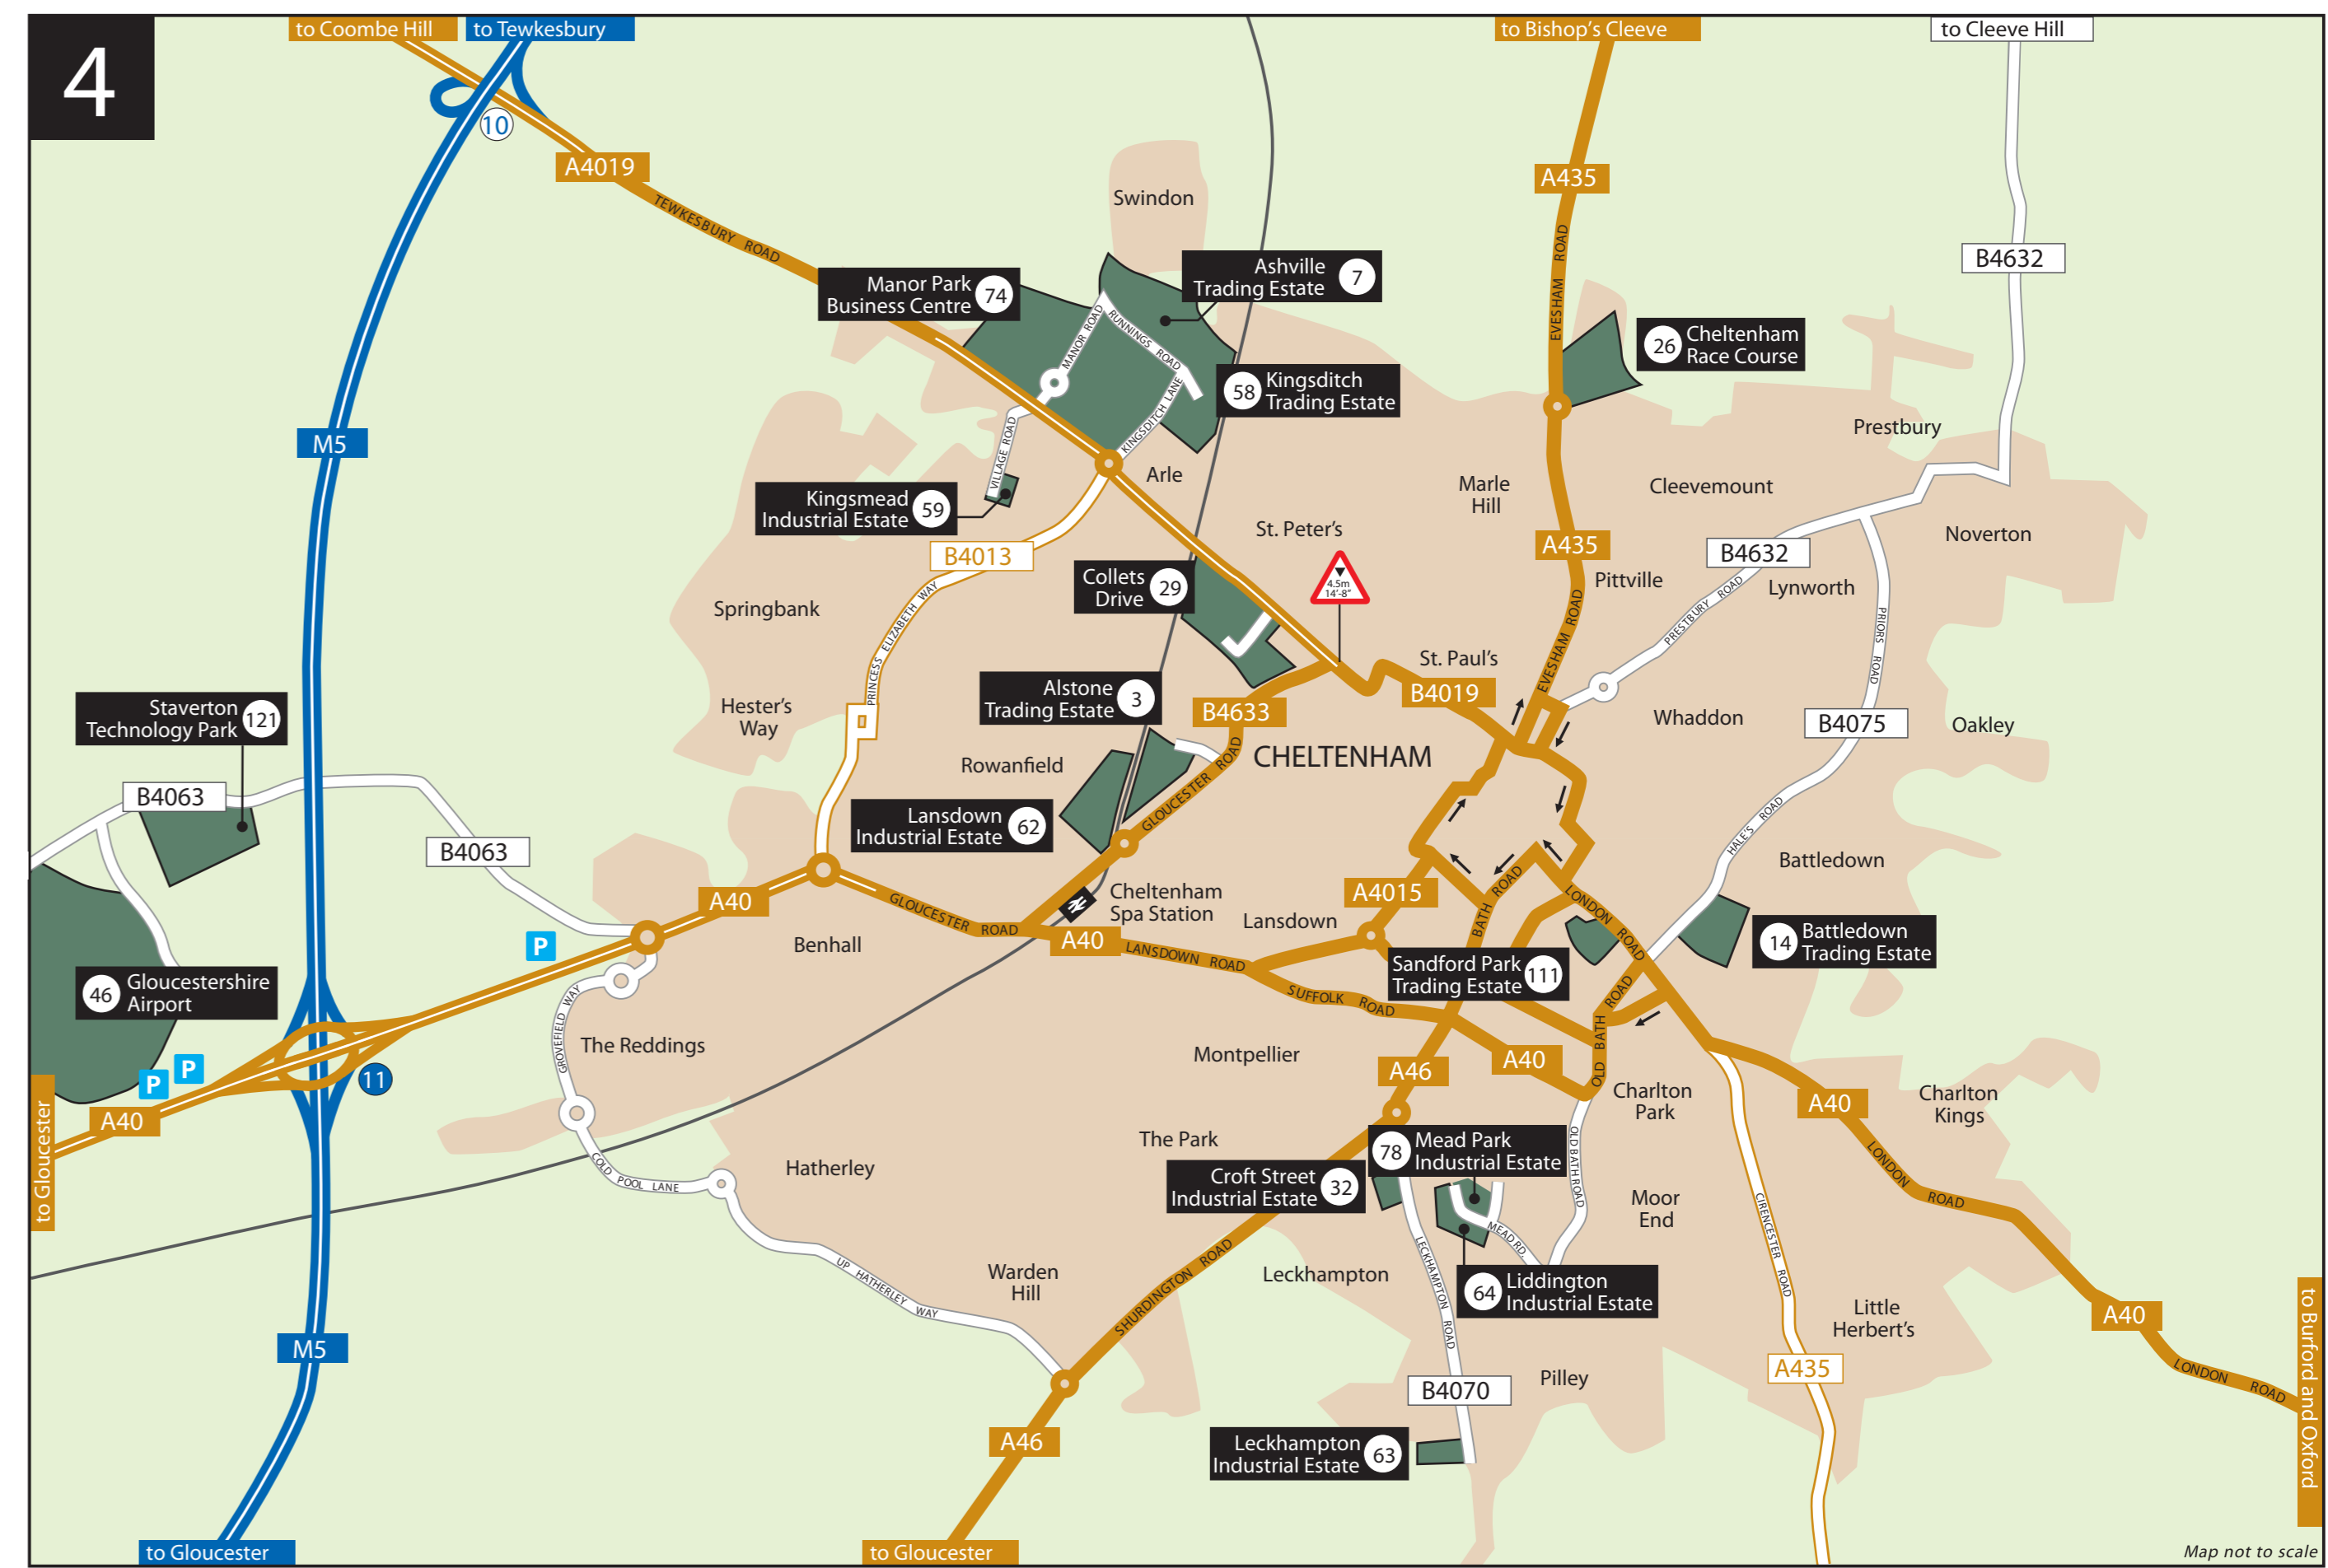 4
to Coombe Hill
to Tewkesbury
to Bishop's Cleeve
to Cleeve Hill
10
A4019
TEWKESBURY ROAD
A435
Swindon
EVESHAM ROAD
B4632
Manor Park
Business Centre
74
Ashville
Trading Estate
7
MANOR ROAD
RUNNINGS ROAD
KINGSDITCH LANE
26
Cheltenham
Race Course
58
Kingsditch
Trading Estate
M5
VILLAGE ROAD
Arle
Prestbury
Marle
Hill
Cleevemount
Kingsmead
Industrial Estate
59
St. Peter's
Noverton
B4013
A435
B4632
Collets
Drive
29
4.5m
14'-8"
Pittville
Lynworth
Springbank
PRINCESS ELIZABETH WAY
PRESTBURY ROAD
PRIORS ROAD
EVESHAM ROAD
St. Paul's
Alstone
Trading Estate
3
B4019
Hester's
Way
B4633
Whaddon
B4075
Oakley
Staverton
Technology Park
121
Rowanfield
CHELTENHAM
GLOUCESTER ROAD
B4063
B4063
Lansdown
Industrial Estate
62
HALE'S ROAD
Battledown
A40
GLOUCESTER ROAD
Cheltenham
Spa Station
A4015
Lansdown
BATH ROAD
LONDON ROAD
P
Benhall
A40
LANSDOWN ROAD
14
Battledown
Trading Estate
46
Gloucestershire
Airport
Sandford Park
Trading Estate
111
SUFFOLK ROAD
GROVEFIELD WAY
The Reddings
Montpellier
OLD BATH ROAD
A40
P
P
11
A46
A40
Charlton
Park
A40
Charlton
Kings
to Gloucester
The Park
78
Mead Park
Industrial Estate
OLD BATH ROAD
LONDON ROAD
COLD POOL LANE
Hatherley
Croft Street
Industrial Estate
32
Moor
End
MEAD RD.
CIRENCESTER ROAD
UP HATHERLEY WAY
Warden
Hill
SHURDINGTON ROAD
Leckhampton
LECKHAMPTON ROAD
64
Liddington
Industrial Estate
Little
Herbert's
A40
M5
A435
B4070
Pilley
LONDON ROAD
to Burford and Oxford
A46
Leckhampton
Industrial Estate
63
to Gloucester
to Gloucester
Map not to scale